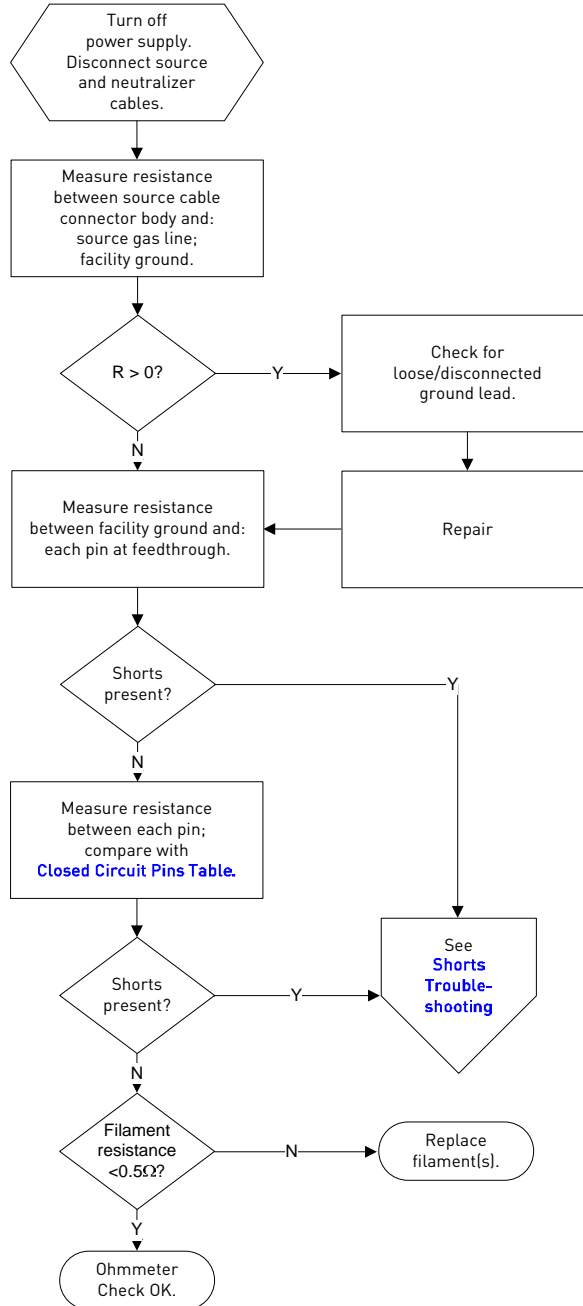 Turn off
power supply.
Disconnect source
and neutralizer
cables.
Measure resistance
between source cable
connector body and:
source gas line;
facility ground.
R > 0?
Y
Check for
loose/disconnected
ground lead.
N
Measure resistance
between facility ground and:
each pin at feedthrough.
Repair
Shorts
present?
Y
N
Measure resistance
between each pin;
compare with
Closed Circuit Pins Table.
Shorts
present?
Y
See
Shorts
Trouble-
shooting
N
Filament
resistance
<0.5Ω?
N
Replace
filament(s).
Y
Ohmmeter
Check OK.